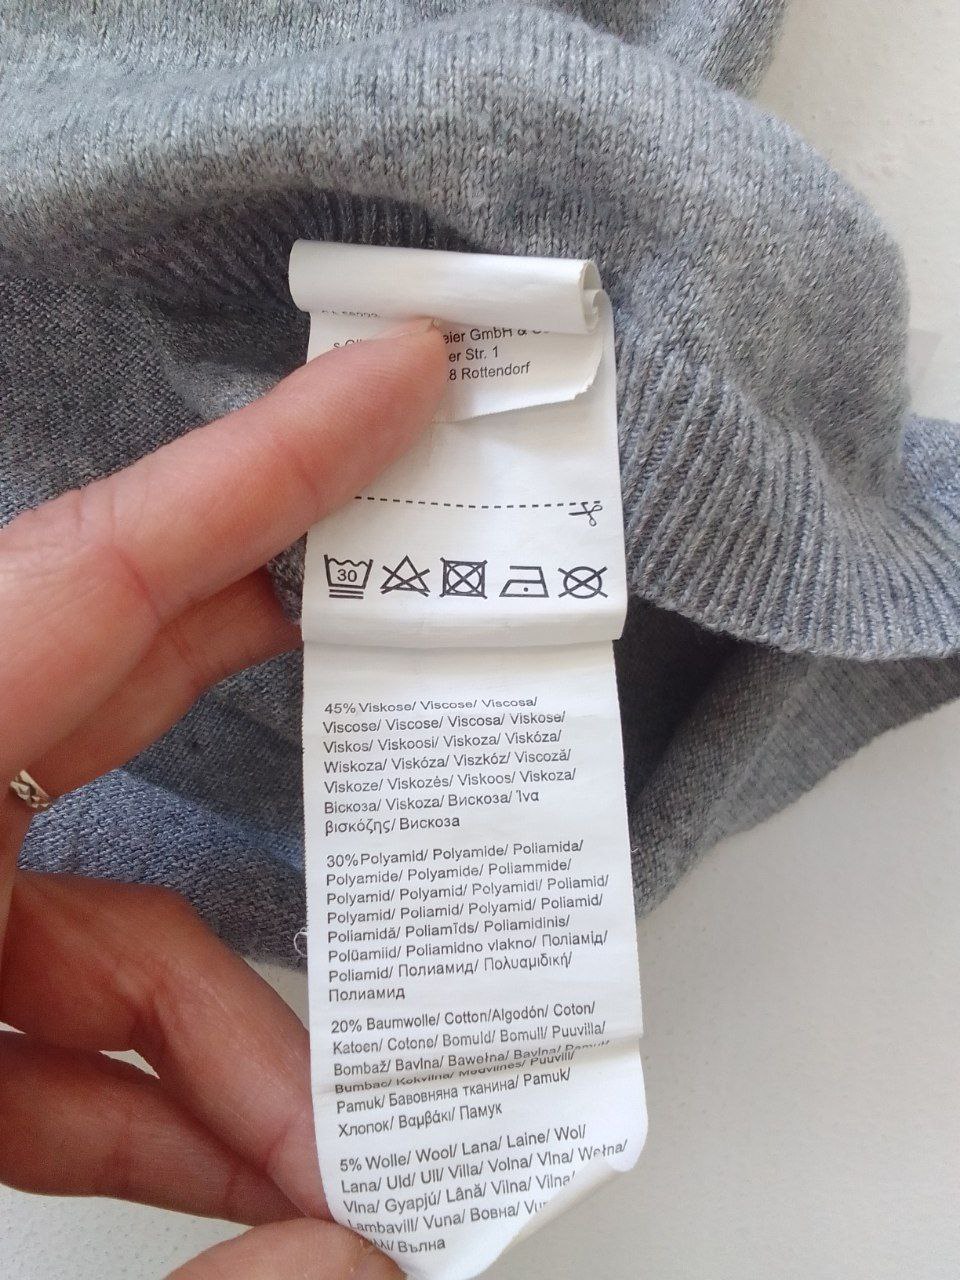 eier GmbH &
er Str. 1
8 Rottendorf
30
45% Viskose/ Viscose/ Viscosa/
Viscose/ Viscose/ Viscosa/ Viskose/
Viskos/ Viskoosi/ Viskoza/ Viskóza/
Wiskoza/ Viskóza/ Viszkóz/ Viscoză/
Viskoze/ Viskozės/ Viskoos/ Viskoza/
Віскоза/ Viskoza/ Вискоза/ Ίνα
βισκόζης/ Вискоза
30%Polyamid/ Polyamide/ Poliamida/
Polyamide/ Polyamide/ Poliammide/
Polyamid/ Polyamid/ Polyamidi/ Poliamid/
Polyamid/ Poliamid/ Polyamid/ Poliamid/
Poliamidă/ Poliamīds/ Poliamidinis/
Polüamiid/ Poliamidno vlakno/ Поліамід/
Poliamid/ Полиамид/ Πολυαμιδική/
Полиамид
20% Baumwolle/ Cotton/Algodón/ Coton/
Katoen/ Cotone/ Bomuld/ Bomull/ Puuvilla/
Bombaž/ Bavlna/ Bawełna/ Bavlna/ Pamuk/
Bumbac/ Kokvilna/ Medvilnės/ Puuvill/
Pamuk/ Бавовняна тканина/ Pamuk/
Хлопок/ Βαμβάκι/ Памук
5% Wolle/ Wool/ Lana/ Laine/ Wol/
Lana/ Uld/ Ull/ Villa/ Volna/ Vlna/ Wełna/
Vlna/ Gyapjú/ Lână/ Vilna/ Vilna/
Lambavill/ Vuna/ Вовна/
Вълна